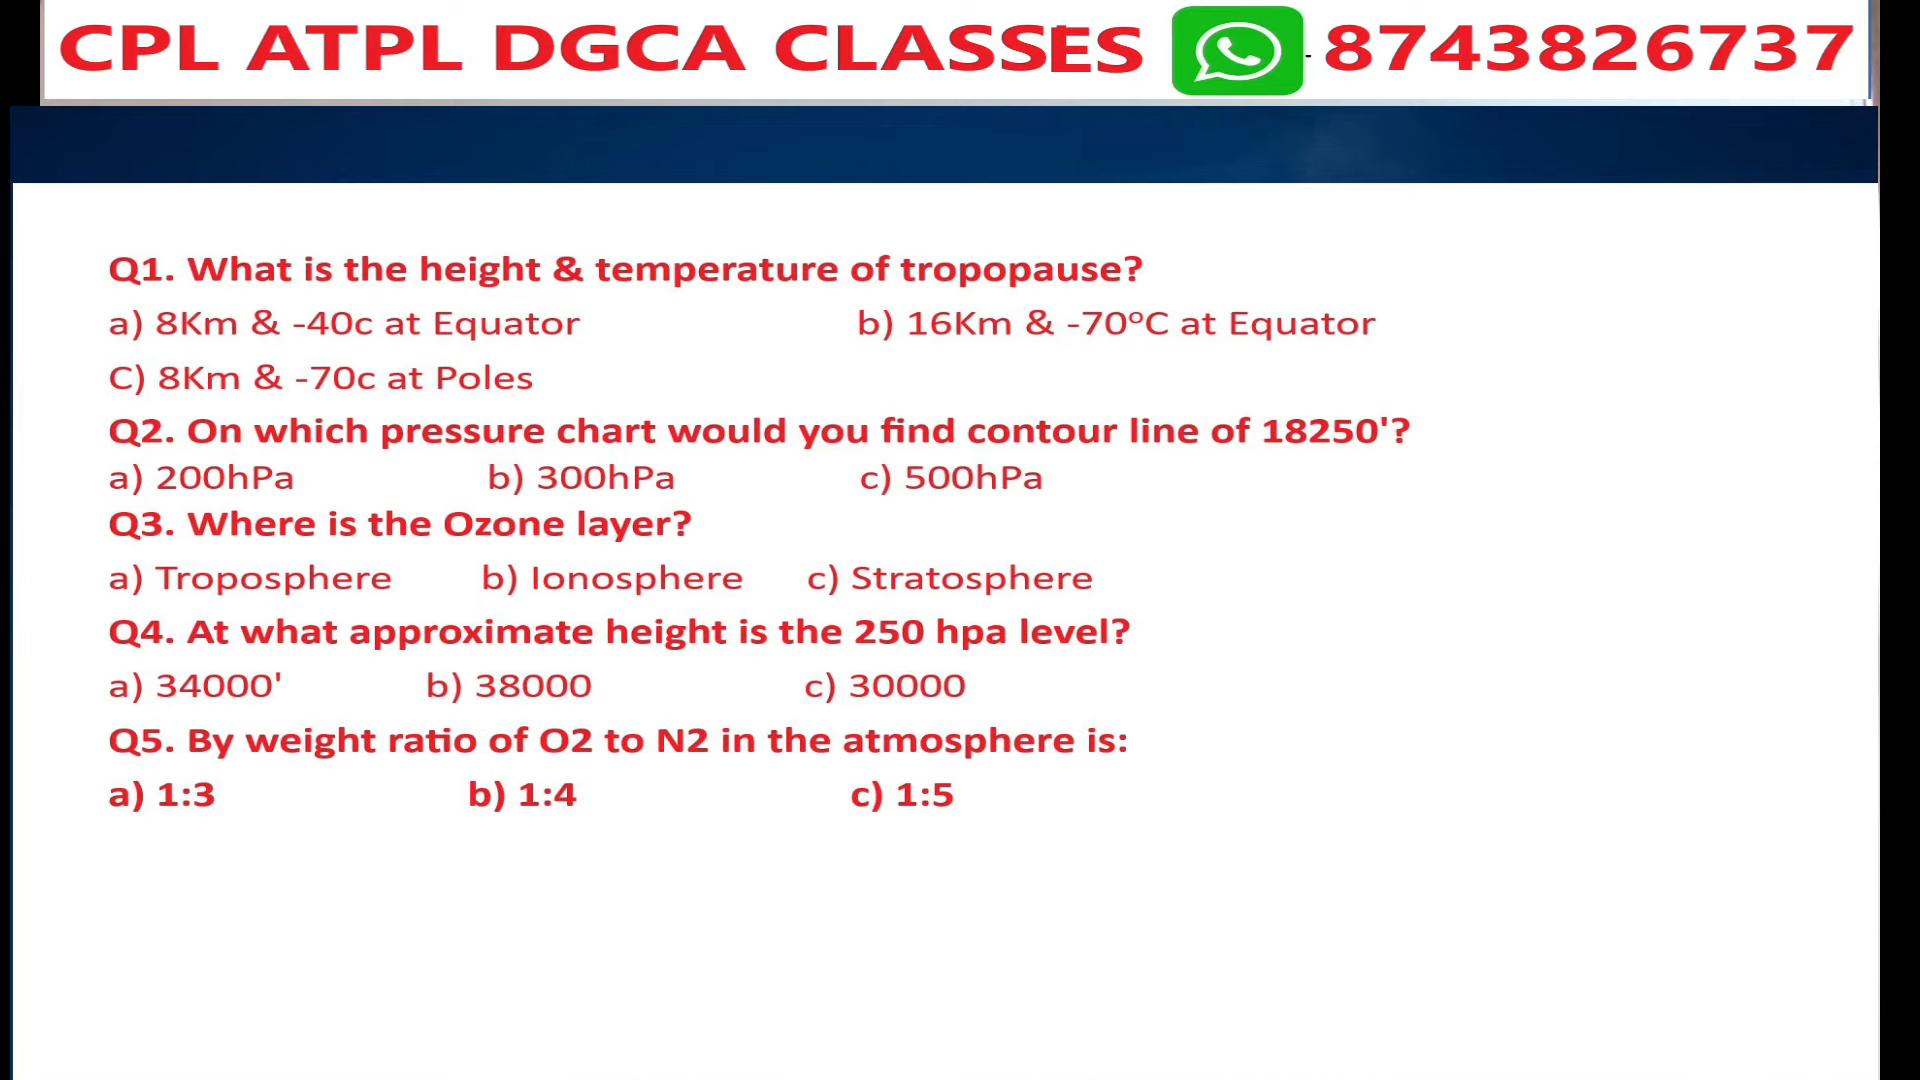 CPL ATPL DGCA CLASSES - 8743826737
Q1. What is the height & temperature of tropopause?
a) 8Km & -40c at Equator b) 16Km & -70°C at Equator
C) 8Km & -70c at Poles
Q2. On which pressure chart would you find contour line of 18250'?
a) 200hPa b) 300hPa c) 500hPa
Q3. Where is the Ozone layer?
a) Troposphere b) Ionosphere c) Stratosphere
Q4. At what approximate height is the 250 hpa level?
a) 34000' b) 38000 c) 30000
Q5. By weight ratio of O2 to N2 in the atmosphere is:
a) 1:3 b) 1:4 c) 1:5